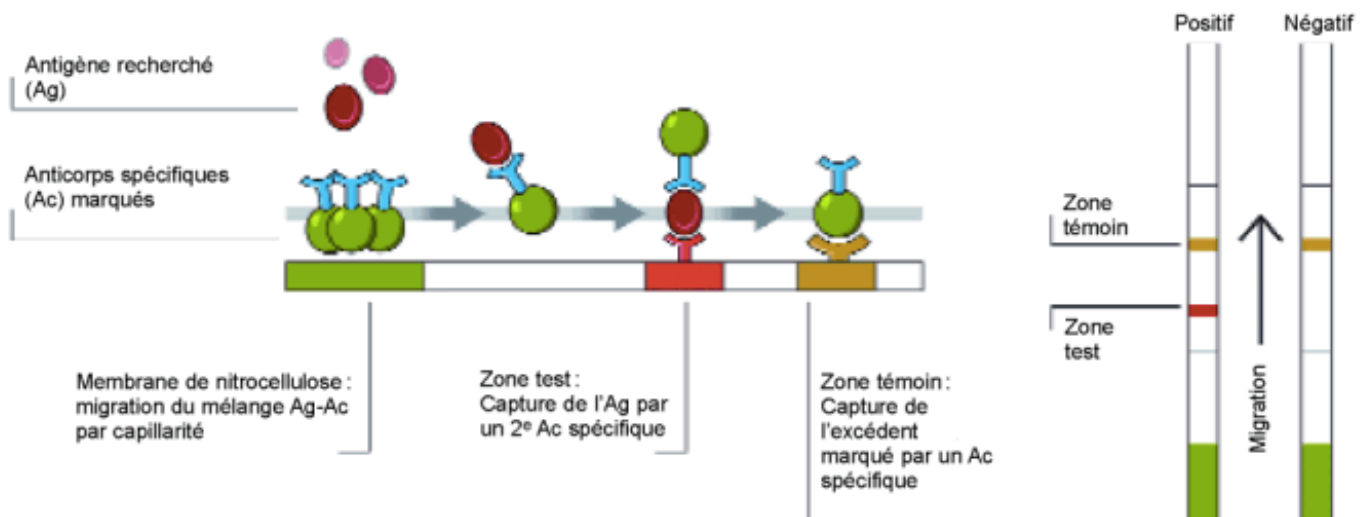 Antigène recherché
(Ag)
Anticorps spécifiques
(Ac) marqués
Membrane de nitrocellulose :
migration du mélange Ag-Ac
par capillarité
Zone test :
Capture de l'Ag par
un 2e Ac spécifique
Zone témoin :
Capture de
l'excédent
marqué par un Ac
spécifique
Positif
Négatif
Zone
témoin
Zone
test
Migration